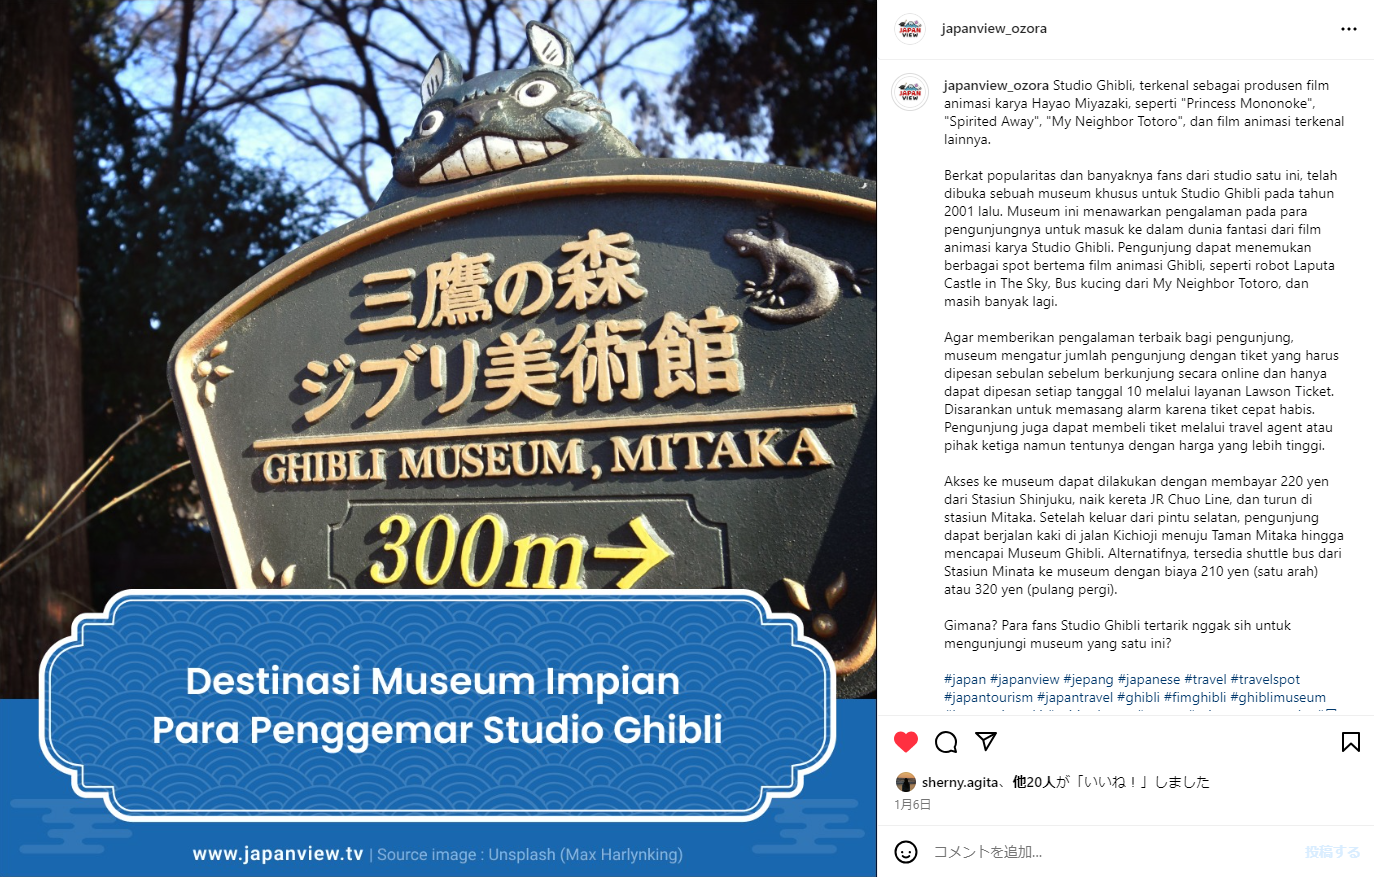 三鷹の森
ジブリ美術館
GHIBLI MUSEUM, MITAKA
300m→
Destinasi Museum Impian
Para Penggemar Studio Ghibli
www.japanview.tv | Source image : Unsplash (Max Harlynking)
JAPAN
VIEW
japanview_ozora
JAPAN
VIEW
japanview_ozora Studio Ghibli, terkenal sebagai produsen film
animasi karya Hayao Miyazaki, seperti "Princess Mononoke",
"Spirited Away", "My Neighbor Totoro", dan film animasi terkenal
lainnya.
Berkat popularitas dan banyaknya fans dari studio satu ini, telah
dibuka sebuah museum khusus untuk Studio Ghibli pada tahun
2001 lalu. Museum ini menawarkan pengalaman pada para
pengunjungnya untuk masuk ke dalam dunia fantasi dari film
animasi karya Studio Ghibli. Pengunjung dapat menemukan
berbagai spot bertema film animasi Ghibli, seperti robot Laputa
Castle in The Sky, Bus kucing dari My Neighbor Totoro, dan
masih banyak lagi.
Agar memberikan pengalaman terbaik bagi pengunjung,
museum mengatur jumlah pengunjung dengan tiket yang harus
dipesan sebulan sebelum berkunjung secara online dan hanya
dapat dipesan setiap tanggal 10 melalui layanan Lawson Ticket.
Disarankan untuk memasang alarm karena tiket cepat habis.
Pengunjung juga dapat membeli tiket melalui travel agent atau
pihak ketiga namun tentunya dengan harga yang lebih tinggi.
Akses ke museum dapat dilakukan dengan membayar 220 yen
dari Stasiun Shinjuku, naik kereta JR Chuo Line, dan turun di
stasiun Mitaka. Setelah keluar dari pintu selatan, pengunjung
dapat berjalan kaki di jalan Kichioji menuju Taman Mitaka hingga
mencapai Museum Ghibli. Alternatifnya, tersedia shuttle bus dari
Stasiun Minata ke museum dengan biaya 210 yen (satu arah)
atau 320 yen (pulang pergi).
Gimana? Para fans Studio Ghibli tertarik nggak sih untuk
mengunjungi museum yang satu ini?
#japan #japanview #jepang #japanese #travel #travelspot
#japantourism #japantravel #ghibli #fimghibli #ghiblimuseum
sherny.agita、他20人が「いいね！」しました
1月6日
コメントを追加...
投稿する